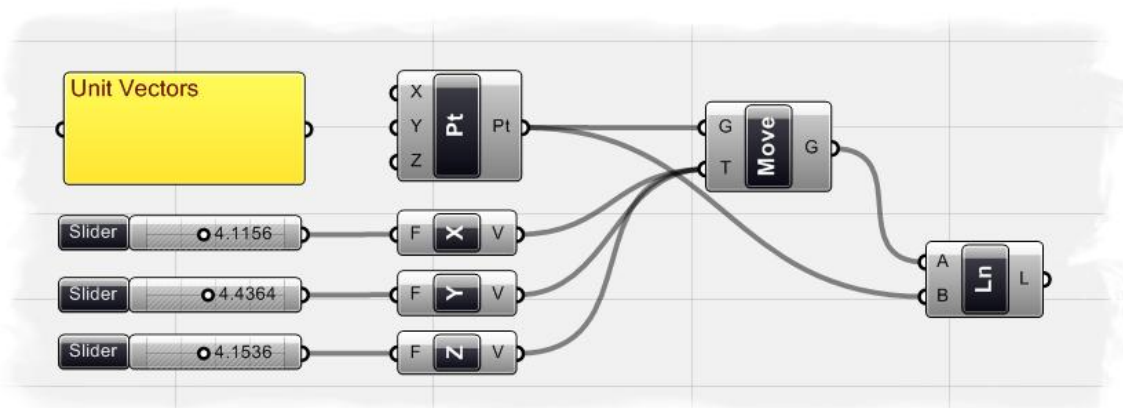 Unit Vectors
X
Y
Z
Pt
Pt
G
T
Move
G
Slider
4.1156
F
X
V
Slider
4.4364
F
Y
V
Slider
4.1536
F
Z
V
A
B
Ln
L